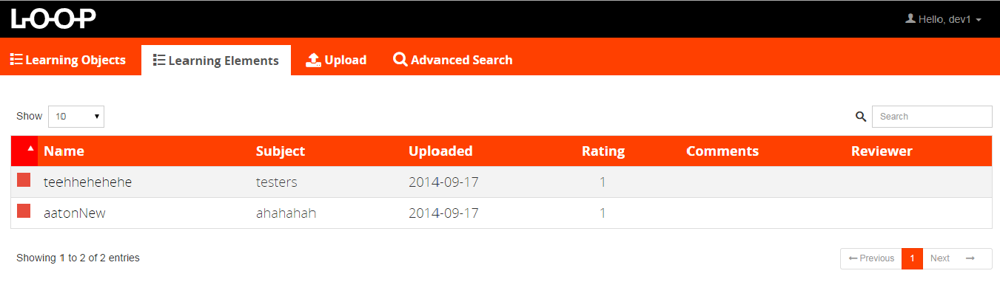 LOOP Hello, dev1
Learning Objects Learning Elements Upload Advanced Search
Show 10 Search
Name Subject Uploaded Rating Comments Reviewer
teehhehehehe testers 2014-09-17 1
aatonNew ahahahah 2014-09-17 1
Showing 1 to 2 of 2 entries Previous 1 Next